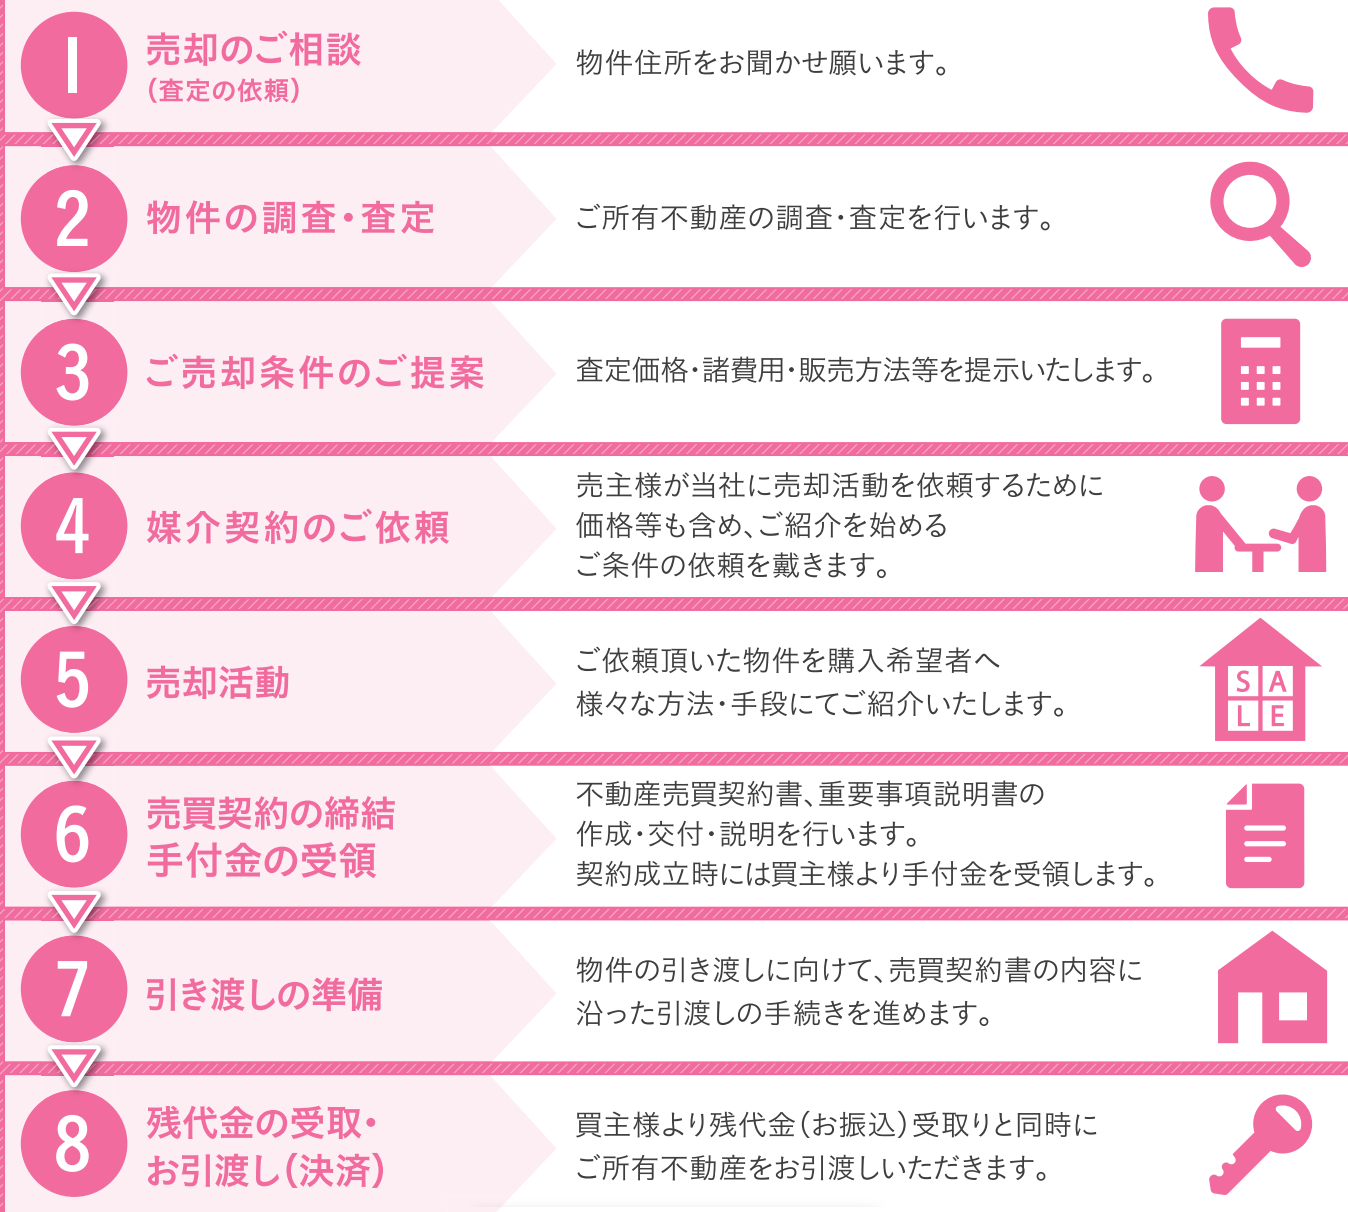 1
売却のご相談
（査定の依頼）
物件住所をお聞かせ願います。
2
物件の調査・査定
ご所有不動産の調査・査定を行います。
3
ご売却条件のご提案
査定価格・諸費用・販売方法等を提示いたします。
4
媒介契約のご依頼
売主様が当社に売却活動を依頼するために
価格等も含め、ご紹介を始める
ご条件の依頼を戴きます。
5
売却活動
ご依頼頂いた物件を購入希望者へ
様々な方法・手段にてご紹介いたします。
SA
LE
6
売買契約の締結
手付金の受領
不動産売買契約書、重要事項説明書の
作成・交付・説明を行います。
契約成立時には買主様より手付金を受領します。
7
引き渡しの準備
物件の引き渡しに向けて、売買契約書の内容に
沿った引渡しの手続きを進めます。
8
残代金の受取・
お引渡し（決済）
買主様より残代金（お振込）受取りと同時に
ご所有不動産をお引渡しいただきます。